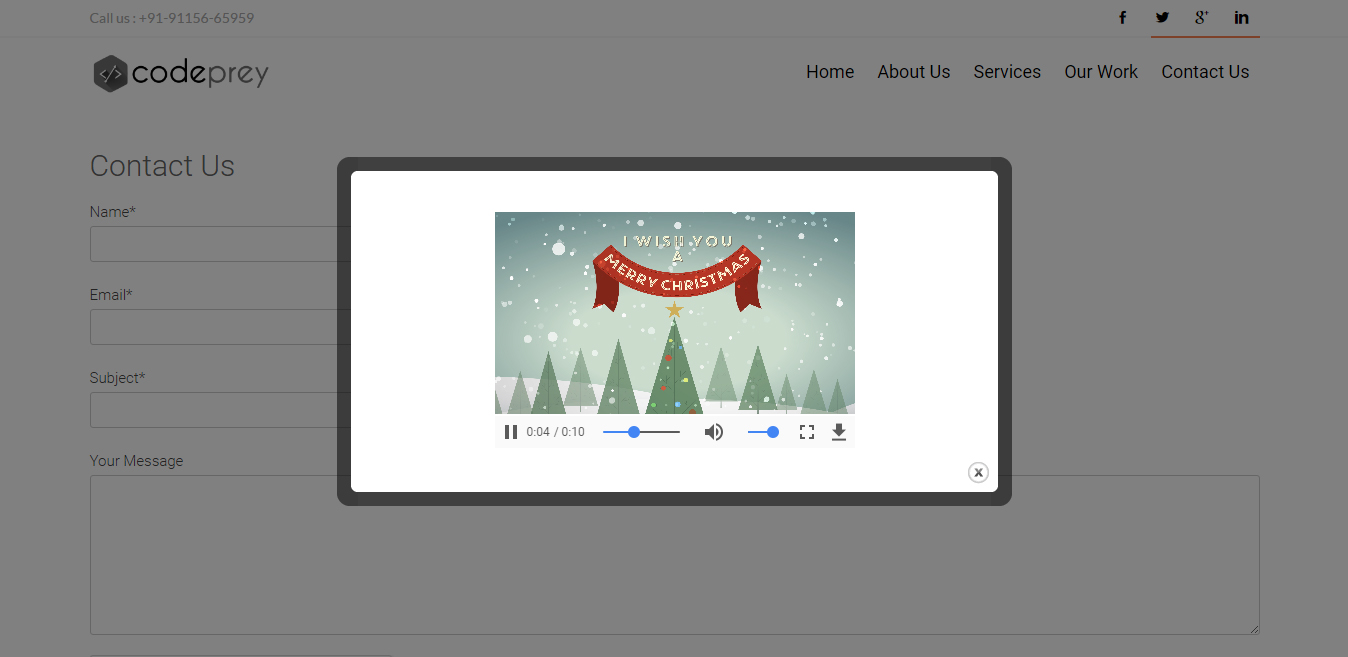 Call us : +91-91156-65959
codeprey
Home About Us Services Our Work Contact Us
Contact Us
Name*
Email*
Subject*
Your Message
I WISH YOU
A
MERRY CHRISTMAS
0:04 / 0:10